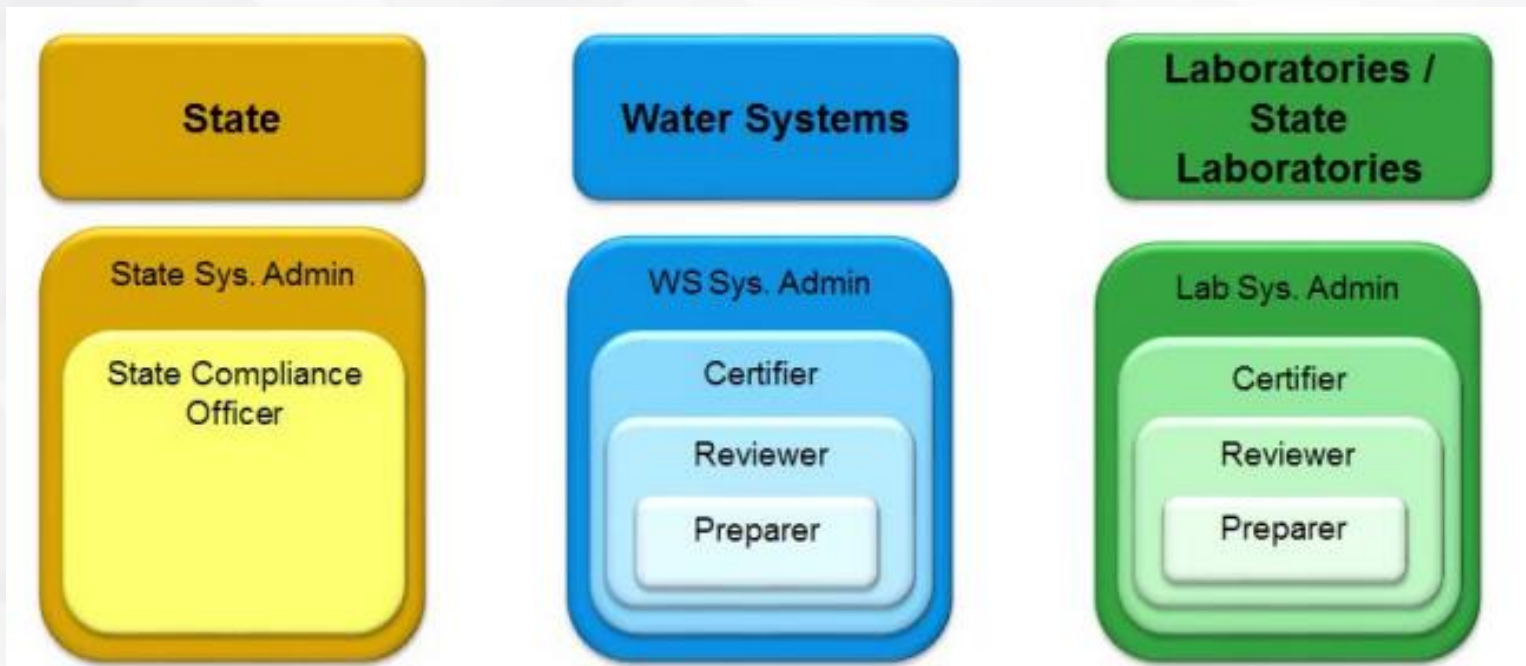 State
Water Systems
Laboratories /
State
Laboratories
State Sys. Admin
State Compliance
Officer
WS Sys. Admin
Certifier
Reviewer
Preparer
Lab Sys. Admin
Certifier
Reviewer
Preparer